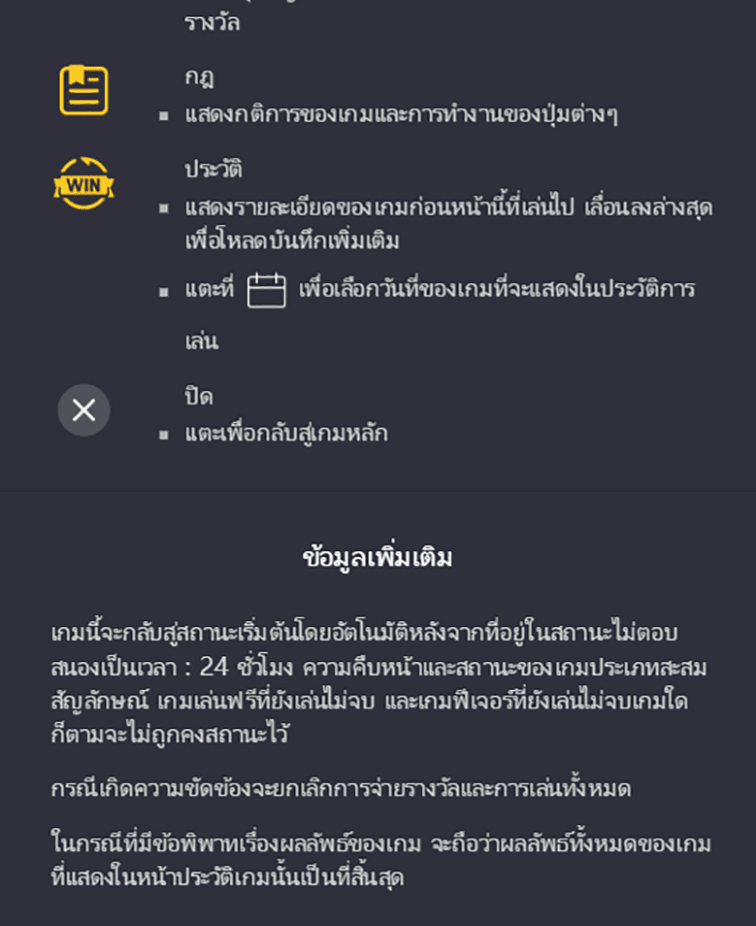 รางวัล
กฎ
▪ แสดงกติการของเกมและการทำงานของปุ่มต่างๆ
WIN
ประวัติ
▪ แสดงรายละเอียดของเกมก่อนหน้านี้ที่เล่นไป เลื่อนลงล่างสุด
เพื่อโหลดบันทึกเพิ่มเติม
▪ แตะที่ เพื่อเลือกวันที่ของเกมที่จะแสดงในประวัติการ
เล่น
ปิด
▪ แตะเพื่อกลับสู่เกมหลัก
ข้อมูลเพิ่มเติม
เกมนี้จะกลับสู่สถานะเริ่มต้นโดยอัตโนมัติหลังจากที่อยู่ในสถานะไม่ตอบ
สนองเป็นเวลา : 24 ชั่วโมง ความคืบหน้าและสถานะของเกมประเภทสะสม
สัญลักษณ์ เกมเล่นฟรีที่ยังเล่นไม่จบ และเกมฟีเจอร์ที่ยังเล่นไม่จบเกมใด
ก็ตามจะไม่ถูกคงสถานะไว้
กรณีเกิดความขัดข้องจะยกเลิกการจ่ายรางวัลและการเล่นทั้งหมด
ในกรณีที่มีข้อพิพาทเรื่องผลลัพธ์ของเกม จะถือว่าผลลัพธ์ทั้งหมดของเกม
ที่แสดงในหน้าประวัติเกมนั้นเป็นที่สิ้นสุด